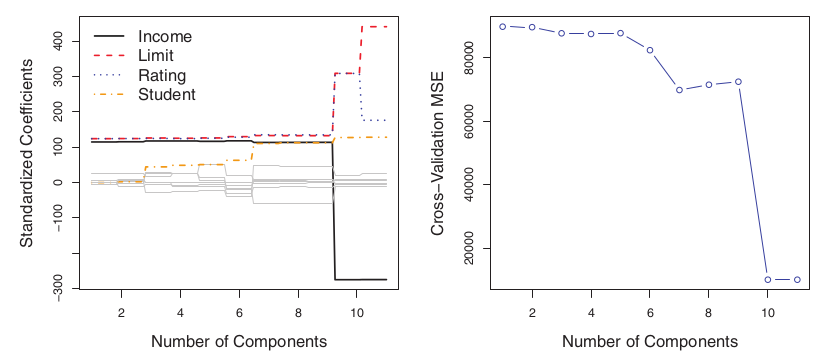 Income
Limit
Rating
Student
Standardized Coefficients
400
300
200
100
0
−100
−300
2
4
6
8
10
Number of Components
Cross−Validation MSE
80000
60000
40000
20000
2
4
6
8
10
Number of Components